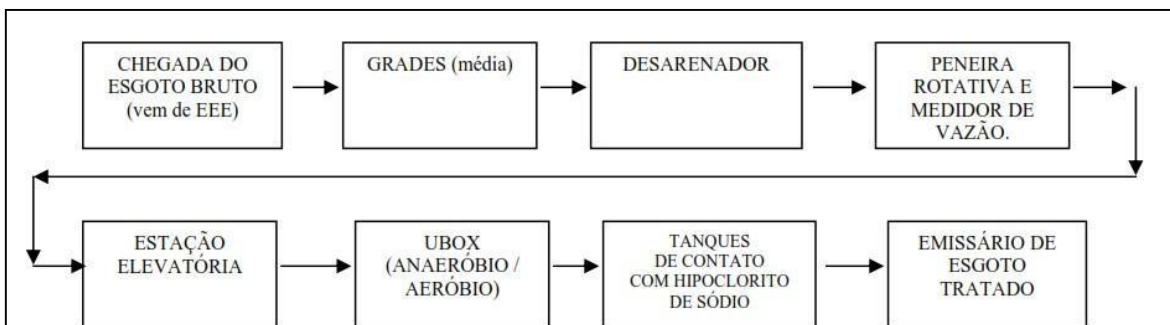 CHEGADA DO
ESGOTO BRUTO
(vem de EEE)
GRADES (média)
DESARENADOR
PENEIRA
ROTATIVA E
MEDIDOR DE
VAZÃO.
ESTAÇÃO
ELEVATÓRIA
UBOX
(ANAERÓBIO /
AERÓBIO)
TANQUES
DE CONTATO
COM HIPOCLORITO
DE SÓDIO
EMISSÁRIO DE
ESGOTO
TRATADO